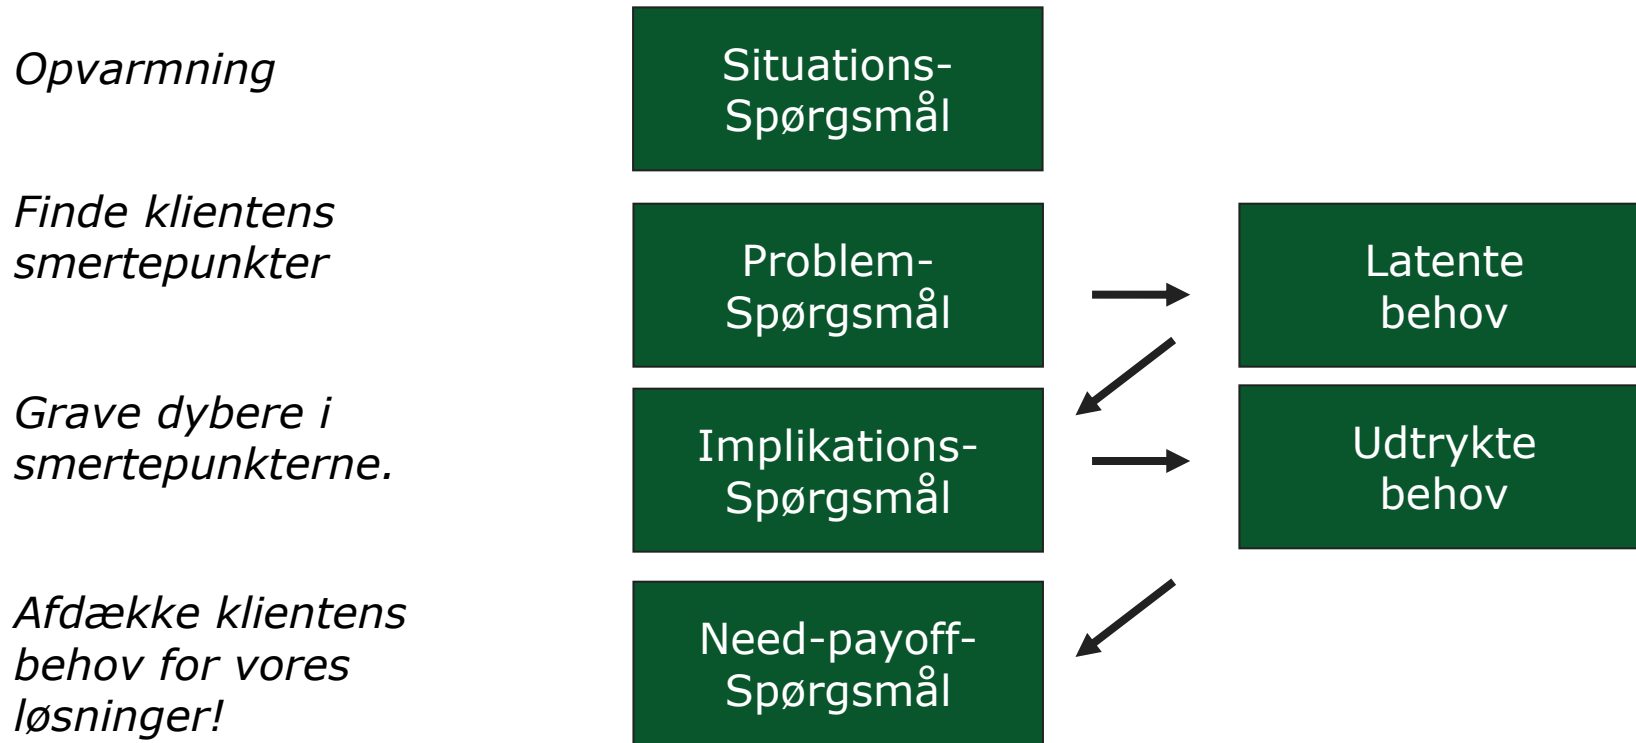 Opvarmning
Situations-
Spørgsmål
Finde klientens
smertepunkter
Problem-
Spørgsmål
Latente
behov
Grave dybere i
smertepunkterne.
Implikations-
Spørgsmål
Udtrykte
behov
Afdække klientens
behov for vores
løsninger!
Need-payoff-
Spørgsmål